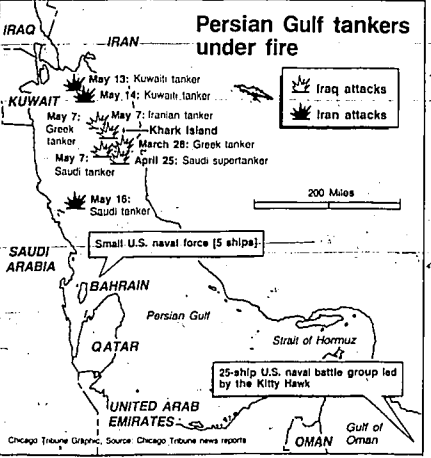 Persian Gulf tankers
under fire
IRAQ
IRAN
May 13: Kuwaiti tanker
May 14: Kuwaiti tanker
KUWAIT
Iraq attacks
Iran attacks
May 7:
Greek
tanker
May 7: Iranian tanker
Khark Island
March 28: Greek tanker
May 7:
Saudi tanker
April 25: Saudi supertanker
May 16:
Saudi tanker
200 Miles
SAUDI
ARABIA
Small U.S. naval force [5 ships]
BAHRAIN
Persian Gulf
QATAR
Strait of Hormuz
25-ship U.S. naval battle group led
by the Kitty Hawk
UNITED ARAB
EMIRATES
OMAN
Gulf of
Oman
Chicago Tribune Graphic, Source: Chicago Tribune news reports